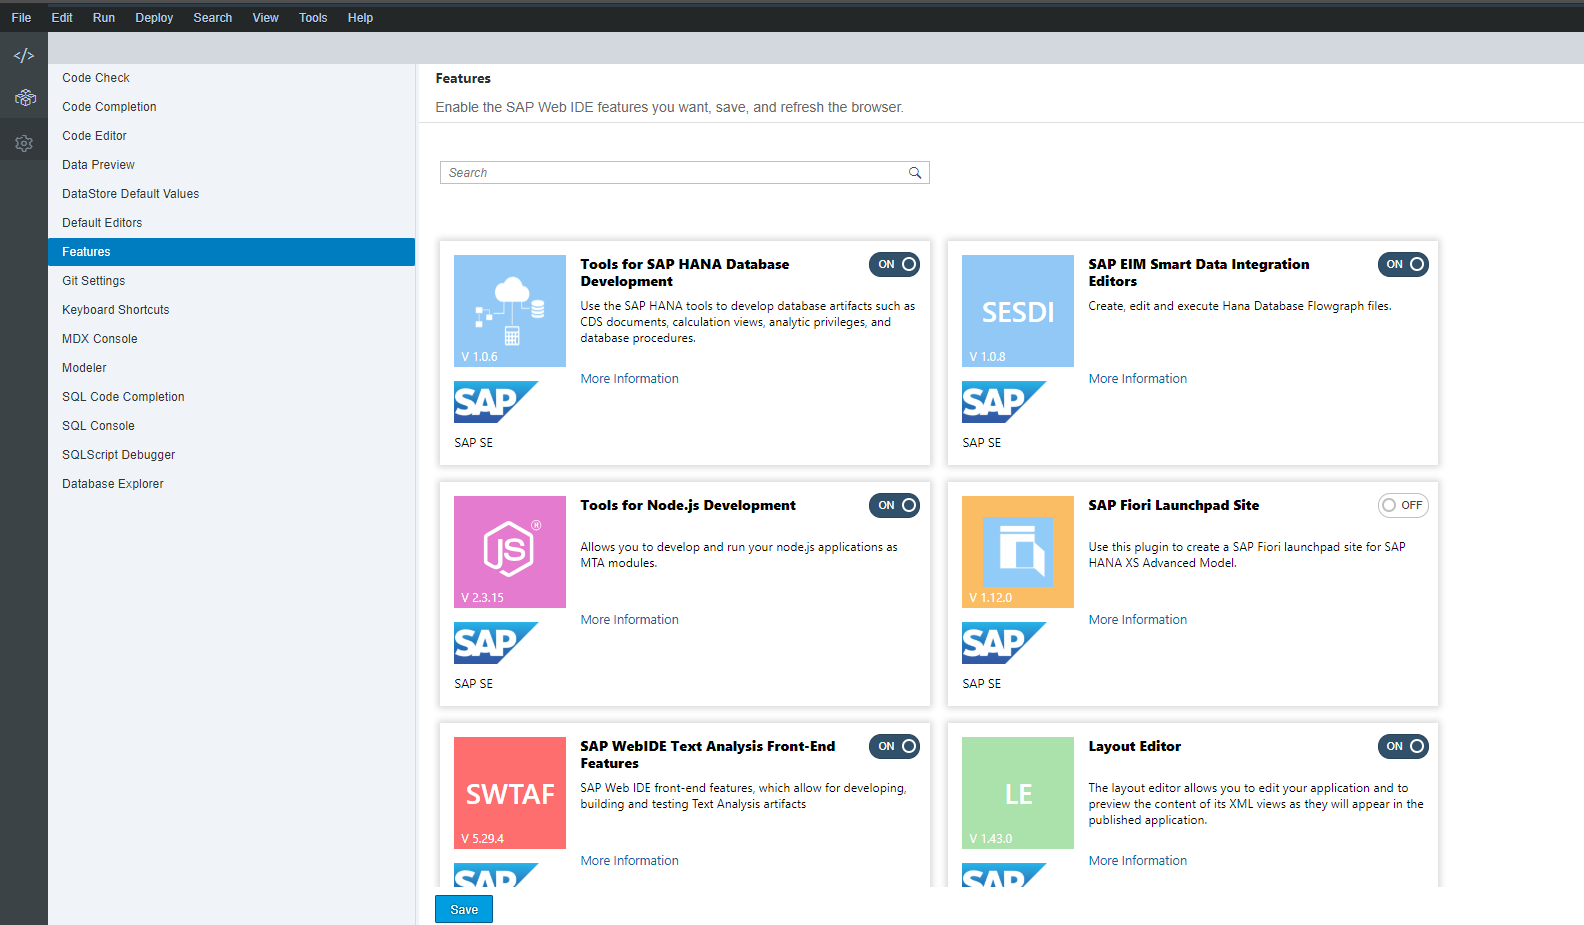 File Edit Run Deploy Search View Tools Help
</>
Code Check
Code Completion
Code Editor
Data Preview
DataStore Default Values
Default Editors
Features
Git Settings
Keyboard Shortcuts
MDX Console
Modeler
SQL Code Completion
SQL Console
SQLScript Debugger
Database Explorer
Features
Enable the SAP Web IDE features you want, save, and refresh the browser.
Search
V 1.0.6
SAP
SAP SE
Tools for SAP HANA Database
Development
ON
Use the SAP HANA tools to develop database artifacts such as
CDS documents, calculation views, analytic privileges, and
database procedures.
More Information
SESDI
V 1.0.8
SAP
SAP SE
SAP EIM Smart Data Integration
Editors
ON
Create, edit and execute Hana Database Flowgraph files.
More Information
JS
®
V 2.3.15
SAP
SAP SE
Tools for Node.js Development
ON
Allows you to develop and run your node.js applications as
MTA modules.
More Information
V 1.12.0
SAP
SAP SE
SAP Fiori Launchpad Site
OFF
Use this plugin to create a SAP Fiori launchpad site for SAP
HANA XS Advanced Model.
More Information
SWTAF
V 5.29.4
SAP
SAP WebIDE Text Analysis Front-End
Features
ON
SAP Web IDE front-end features, which allow for developing,
building and testing Text Analysis artifacts
More Information
LE
V 1.43.0
SAP
Layout Editor
ON
The layout editor allows you to edit your application and to
preview the content of its XML views as they will appear in the
published application.
More Information
Save